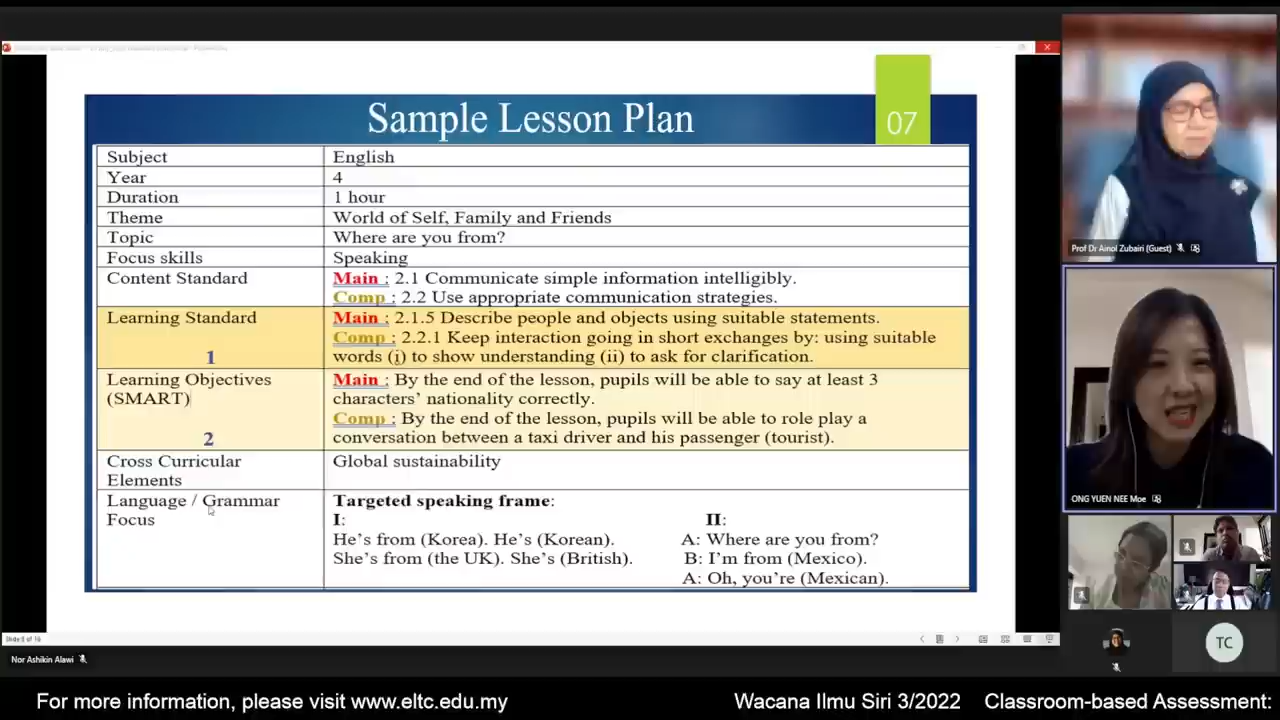 Sample Lesson Plan
07
Subject English
Year 4
Duration 1 hour
Theme World of Self, Family and Friends
Topic Where are you from?
Focus skills Speaking
Content Standard Main : 2.1 Communicate simple information intelligibly.
Comp : 2.2 Use appropriate communication strategies.
Learning Standard Main : 2.1.5 Describe people and objects using suitable statements.
Comp : 2.2.1 Keep interaction going in short exchanges by: using suitable
1 words (i) to show understanding (ii) to ask for clarification.
Learning Objectives Main : By the end of the lesson, pupils will be able to say at least 3
(SMART) characters' nationality correctly.
Comp : By the end of the lesson, pupils will be able to role play a
2 conversation between a taxi driver and his passenger (tourist).
Cross Curricular Global sustainability
Elements
Language / Grammar Targeted speaking frame:
Focus I: II:
He's from (Korea). He's (Korean). A: Where are you from?
She's from (the UK). She's (British). B: I'm from (Mexico).
A: Oh, you're (Mexican).
Slide 8 of 16
Prof Dr Ainol Zubairi (Guest)
ONG YUEN NEE Moe
TC
Nor Ashikin Alawi
For more information, please visit www.eltc.edu.my Wacana Ilmu Siri 3/2022 Classroom-based Assessment: